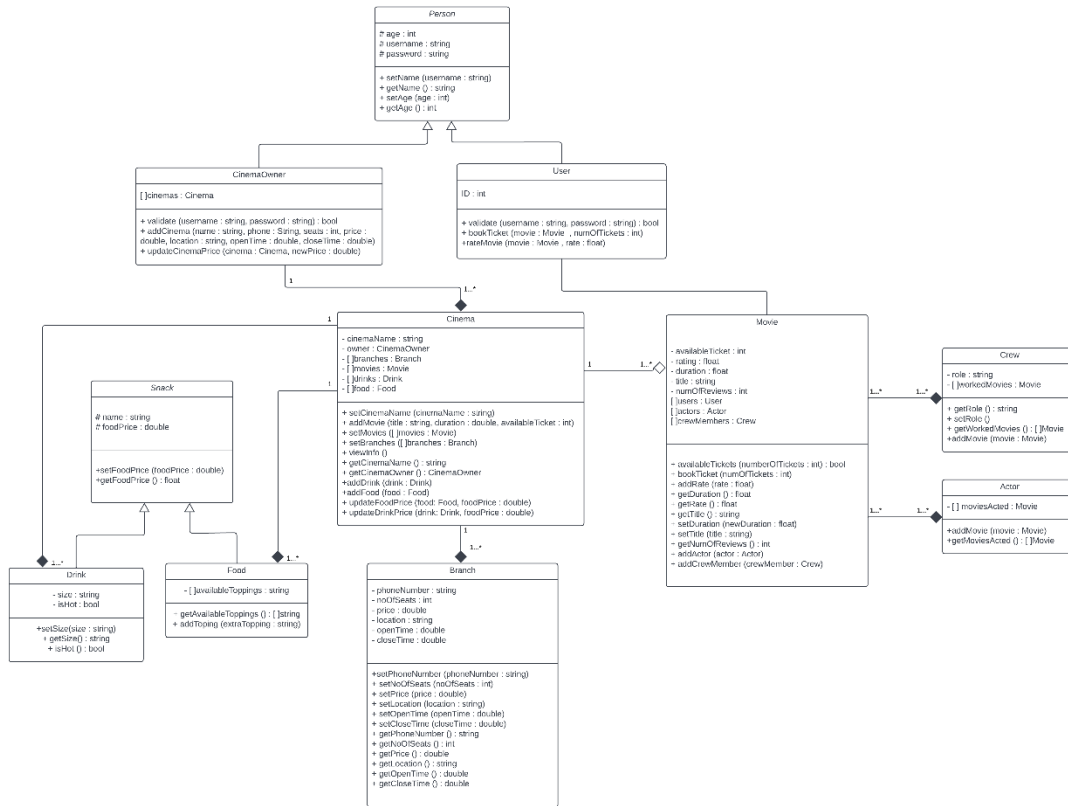 Person
# age : int
# username : string
# password : string
+ setName (username : string)
+ getName () : string
+ setAge (age : int)
+ getAge () : int
CinemaOwner
[ ]cinemas : Cinema
+ validate (username : string, password : string) : bool
+ addCinema (name : string, phone : String, seats : int, price :
double, location : string, openTime : double, closeTime : double)
+ updateCinemaPrice (cinema : Cinema, newPrice : double)
User
ID : int
+ validate (username : string, password : string) : bool
+ bookTicket (movie : Movie , numOfTickets : int)
+rateMovie (movie : Movie , rate : float)
1
1...*
Cinema
- cinemaName : string
- owner : CinemaOwner
- [ ]branches : Branch
- [ ]movies : Movie
- [ ]drinks : Drink
- [ ]food : Food
+ setCinemaName (cinemaName : string)
+ addMovie (title : string, duration : double, availableTicket : int)
+ setMovies ([ ]movies : Movie)
+ setBranches ([ ]branches : Branch)
+ viewInfo ()
+ getCinemaName () : string
+ getCinemaOwner () : CinemaOwner
+addDrink (drink : Drink)
+addFood (food : Food)
+ updateFoodPrice (food: Food, foodPrice : double)
+ updateDrinkPrice (drink: Drink, foodPrice : double)
1
1
1
1...*
Movie
- availableTicket : int
- rating : float
- duration : float
title : string
- numOfReviews : int
[ ]users : User
[ ]actors : Actor
[ ]crewMembers : Crew
+ availableTickets (numberOfTickets : int) : bool
+ bookTicket (numOfTickets : int)
+ addRate (rate : float)
+ getDuration () : float
+ getRate () : float
+ getTitle () : string
+ setDuration (newDuration : float)
+ setTitle (title : string)
+ getNumOfReviews () : int
+ addActor (actor : Actor)
+ addCrewMember (crewMember : Crew)
1...*
1...*
Crew
- role : string
- [ ]workedMovies : Movie
+ getRole () : string
+ setRole ()
+ getWorkedMovies () : [ ]Movie
+addMovie (movie : Movie)
1...*
1...*
Actor
- [ ] moviesActed : Movie
+addMovie (movie : Movie)
+getMoviesActed () : [ ]Movie
Snack
# name : string
# foodPrice : double
+setFoodPrice (foodPrice : double)
+getFoodPrice () : float
1...*
1...*
Drink
- size : string
- isHot : bool
+setSize(size : string)
+ getSize() : string
+ isHot () : bool
Food
- [ ]availableToppings : string
+ getAvailableToppings () : [ ]string
+ addToping (extraTopping : string)
1
1...*
Branch
- phoneNumber : string
- noOfSeats : int
- price : double
- location : string
- openTime : double
- closeTime : double
+setPhoneNumber (phoneNumber : string)
+ setNoOfSeats (noOfSeats : int)
+ setPrice (price : double)
+ setLocation (location : string)
+ setOpenTime (openTime : double)
+ setCloseTime (closeTime : double)
+ getPhoneNumber () : string
+ getNoOfSeats () : int
+ getPrice () : double
+ getLocation () : string
+ getOpenTime () : double
+ getCloseTime () : double